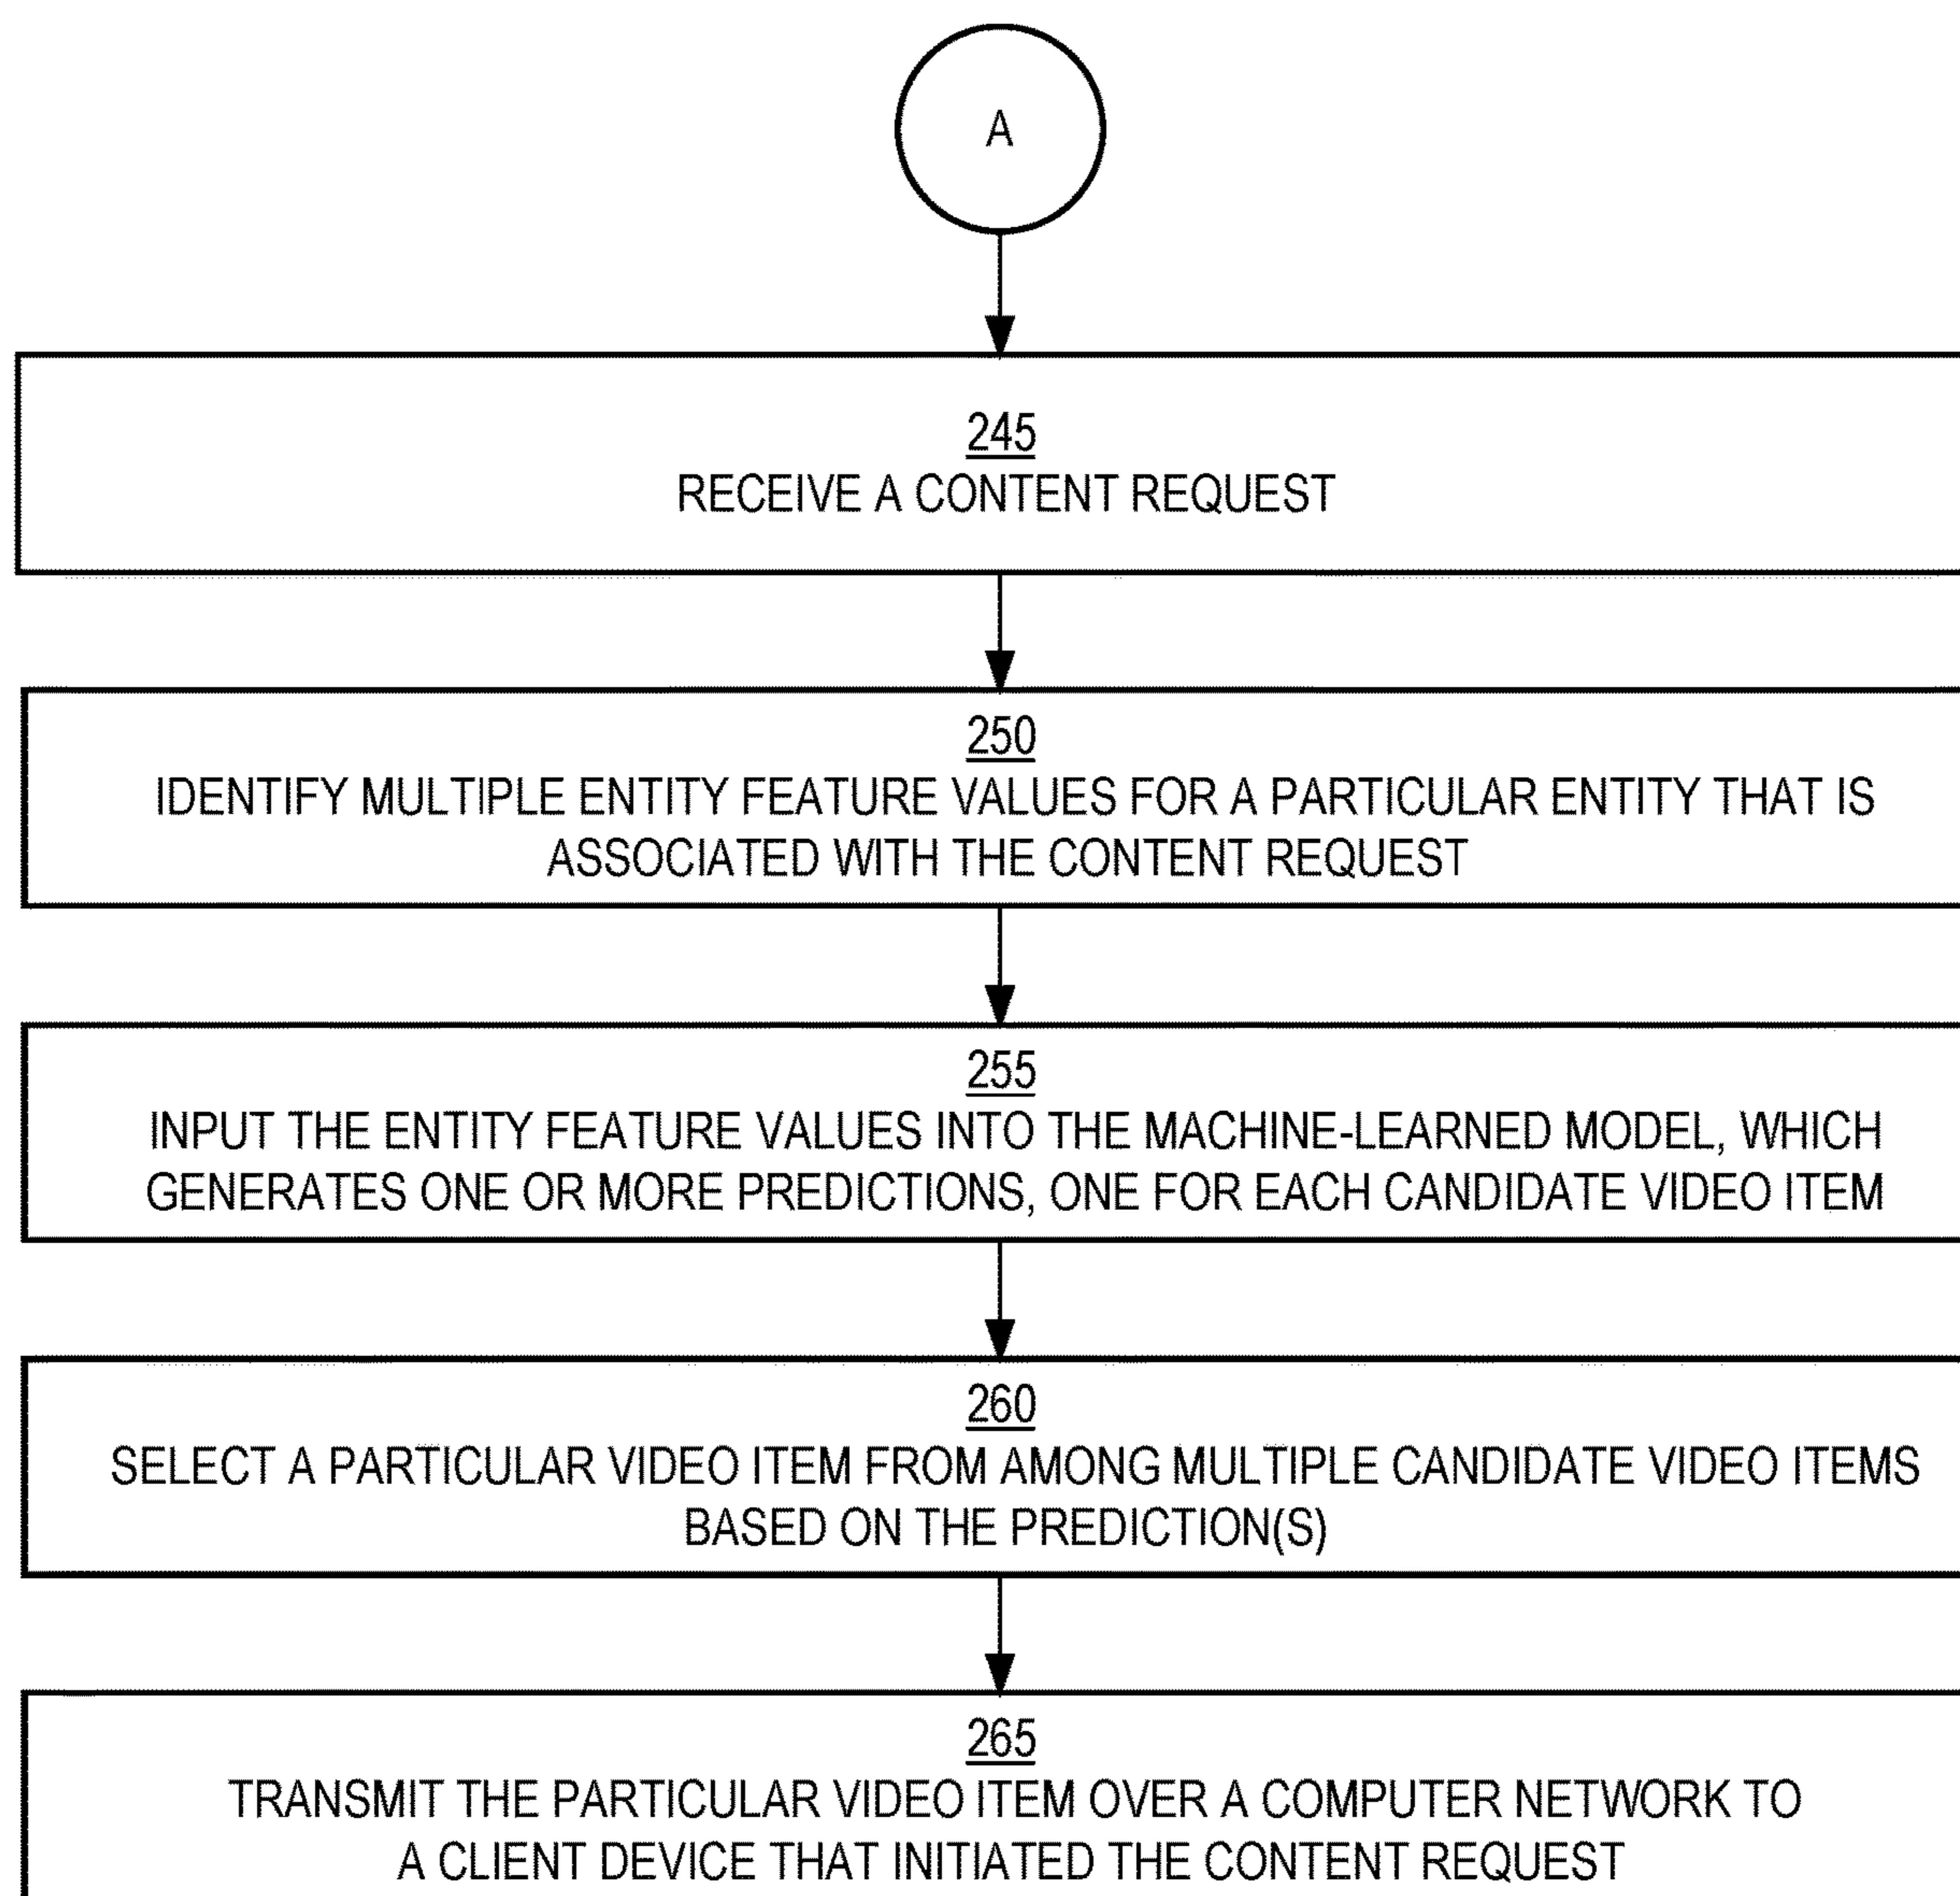 A
245
RECEIVE A CONTENT REQUEST
250
IDENTIFY MULTIPLE ENTITY FEATURE VALUES FOR A PARTICULAR ENTITY THAT IS
ASSOCIATED WITH THE CONTENT REQUEST
255
INPUT THE ENTITY FEATURE VALUES INTO THE MACHINE-LEARNED MODEL, WHICH
GENERATES ONE OR MORE PREDICTIONS, ONE FOR EACH CANDIDATE VIDEO ITEM
260
SELECT A PARTICULAR VIDEO ITEM FROM AMONG MULTIPLE CANDIDATE VIDEO ITEMS
BASED ON THE PREDICTION(S)
265
TRANSMIT THE PARTICULAR VIDEO ITEM OVER A COMPUTER NETWORK TO
A CLIENT DEVICE THAT INITIATED THE CONTENT REQUEST